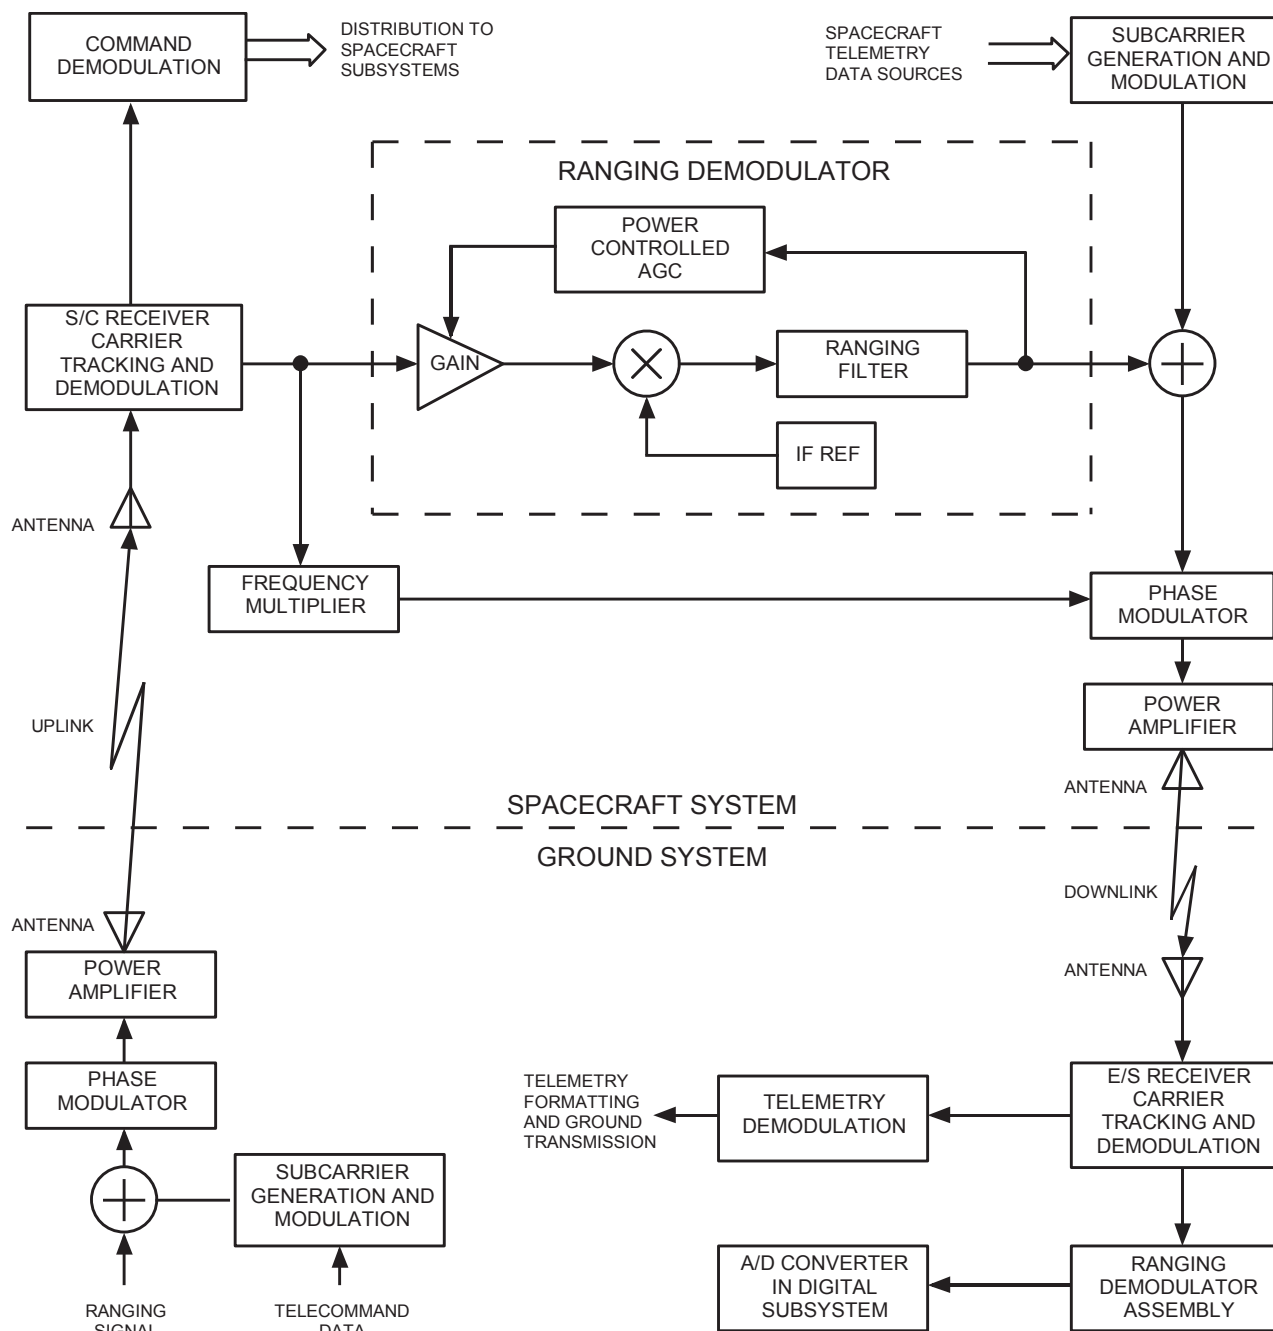 COMMAND
DEMODULATION
DISTRIBUTION TO
SPACECRAFT
SUBSYSTEMS
SPACECRAFT
TELEMETRY
DATA SOURCES
SUBCARRIER
GENERATION AND
MODULATION
RANGING DEMODULATOR
POWER
CONTROLLED
AGC
S/C RECEIVER
CARRIER
TRACKING AND
DEMODULATION
GAIN
RANGING
FILTER
IF REF
ANTENNA
FREQUENCY
MULTIPLIER
PHASE
MODULATOR
UPLINK
POWER
AMPLIFIER
ANTENNA
SPACECRAFT SYSTEM
GROUND SYSTEM
DOWNLINK
ANTENNA
ANTENNA
POWER
AMPLIFIER
PHASE
MODULATOR
TELEMETRY
FORMATTING
AND GROUND
TRANSMISSION
TELEMETRY
DEMODULATION
E/S RECEIVER
CARRIER
TRACKING AND
DEMODULATION
SUBCARRIER
GENERATION AND
MODULATION
A/D CONVERTER
IN DIGITAL
SUBSYSTEM
RANGING
DEMODULATOR
ASSEMBLY
RANGING
SIGNAL
TELECOMMAND
DATA